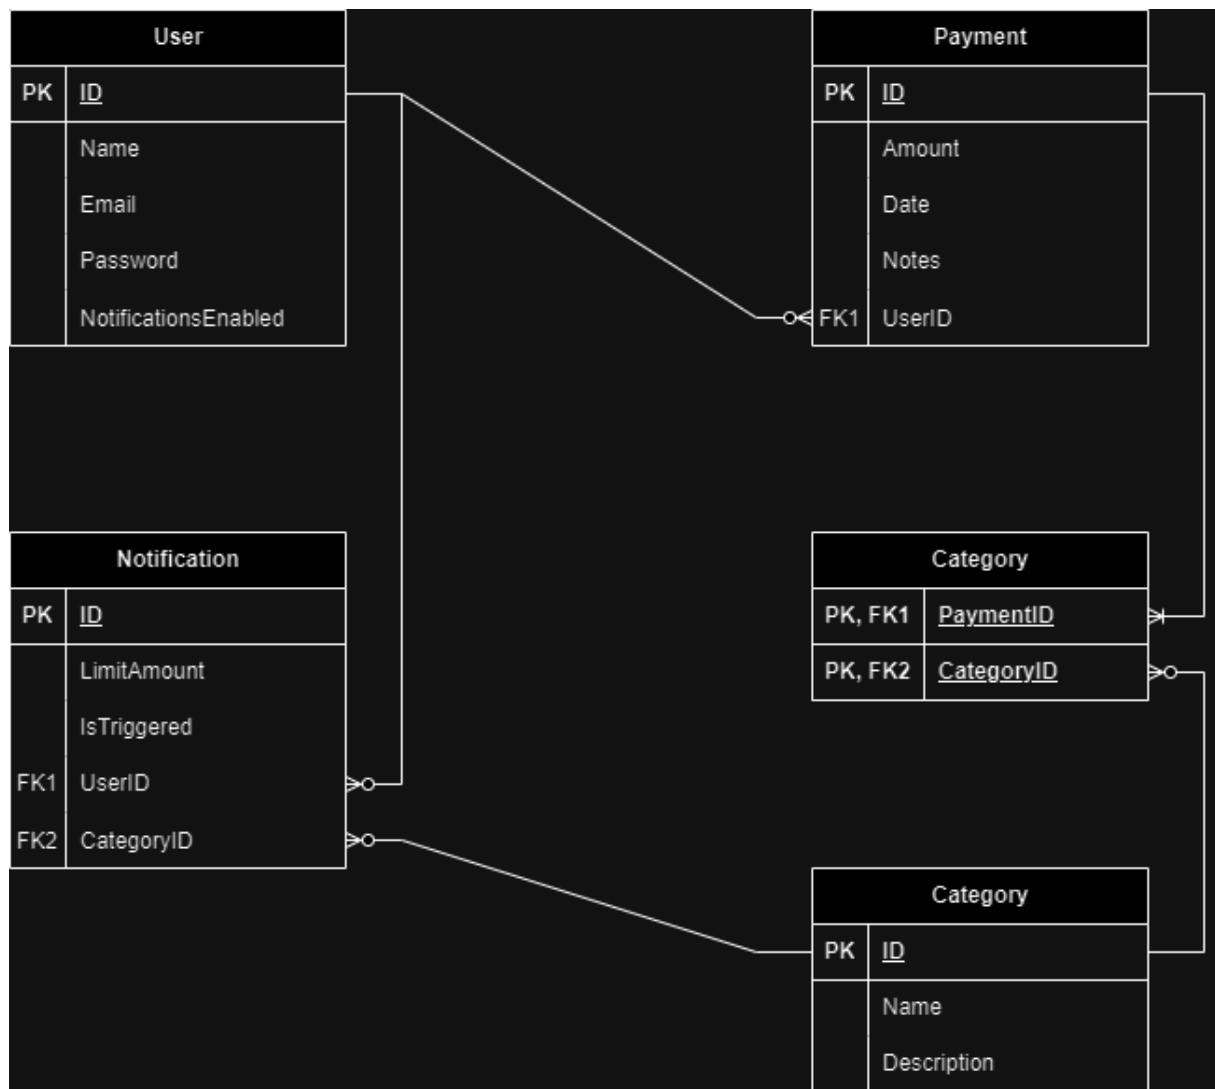 User
PK ID
Name
Email
Password
NotificationsEnabled
Payment
PK ID
Amount
Date
Notes
FK1 UserID
Notification
PK ID
LimitAmount
IsTriggered
FK1 UserID
FK2 CategoryID
Category
PK, FK1 PaymentID
PK, FK2 CategoryID
Category
PK ID
Name
Description